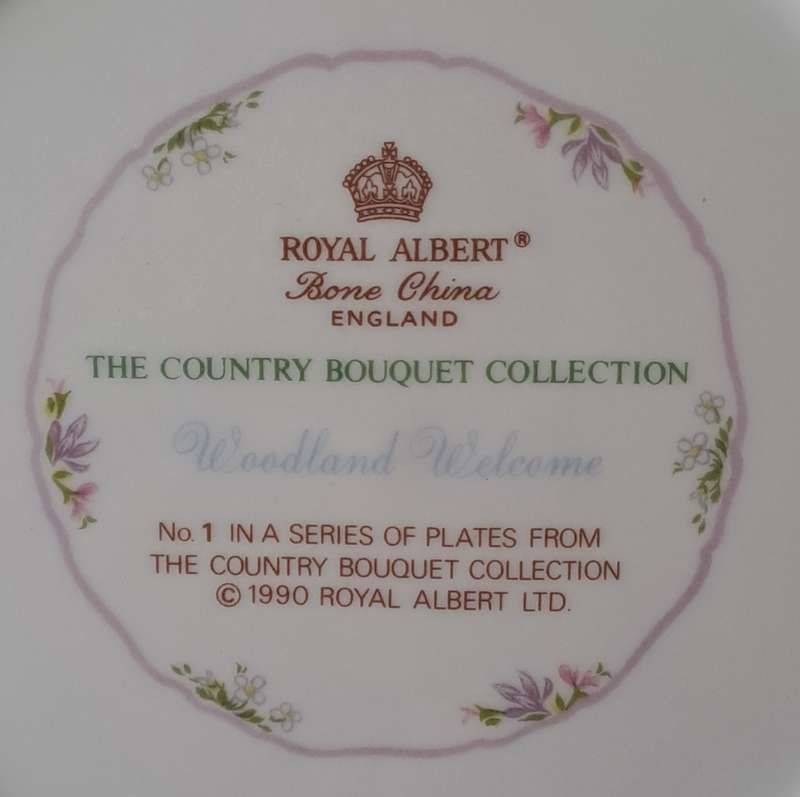 ROYAL ALBERT®
Bone China
ENGLAND
THE COUNTRY BOUQUET COLLECTION
Woodland Welcome
No. 1 IN A SERIES OF PLATES FROM
THE COUNTRY BOUQUET COLLECTION
© 1990 ROYAL ALBERT LTD.